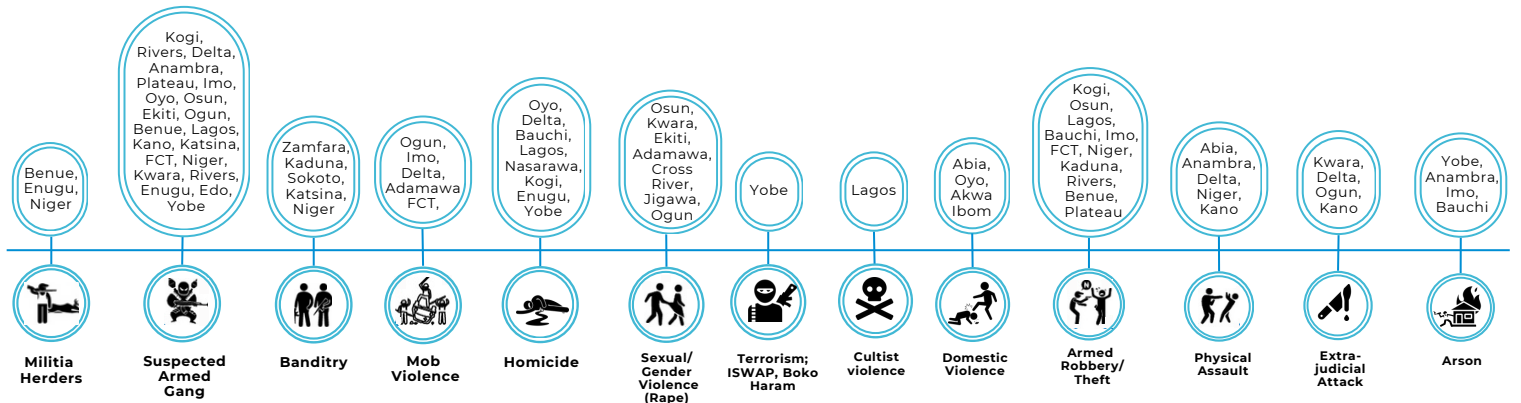 Benue,
Enugu,
Niger
Kogi,
Rivers, Delta,
Anambra,
Plateau, Imo,
Oyo, Osun,
Ekiti, Ogun,
Benue, Lagos,
Kano, Katsina,
FCT, Niger,
Kwara, Rivers,
Enugu, Edo,
Yobe
Zamfara,
Kaduna,
Sokoto,
Katsina,
Niger
Ogun,
Imo,
Delta,
Adamawa
FCT,
Oyo,
Delta,
Bauchi,
Lagos,
Nasarawa,
Kogi,
Enugu,
Yobe
Osun,
Kwara,
Ekiti,
Adamawa,
Cross
River,
Jigawa,
Ogun
Yobe
Lagos
Abia,
Oyo,
Akwa
Ibom
Kogi,
Osun,
Lagos,
Bauchi, Imo,
FCT, Niger,
Kaduna,
Rivers,
Benue,
Plateau
Abia,
Anambra,
Delta,
Niger,
Kano
Kwara,
Delta,
Ogun,
Kano
Yobe,
Anambra,
Imo,
Bauchi
Militia
Herders
Suspected
Armed
Gang
Banditry
Mob
Violence
Homicide
Sexual/
Gender
Violence
(Rape)
Terrorism;
ISWAP, Boko
Haram
Cultist
violence
Domestic
Violence
Armed
Robbery/
Theft
Physical
Assault
Extra-
judicial
Attack
Arson